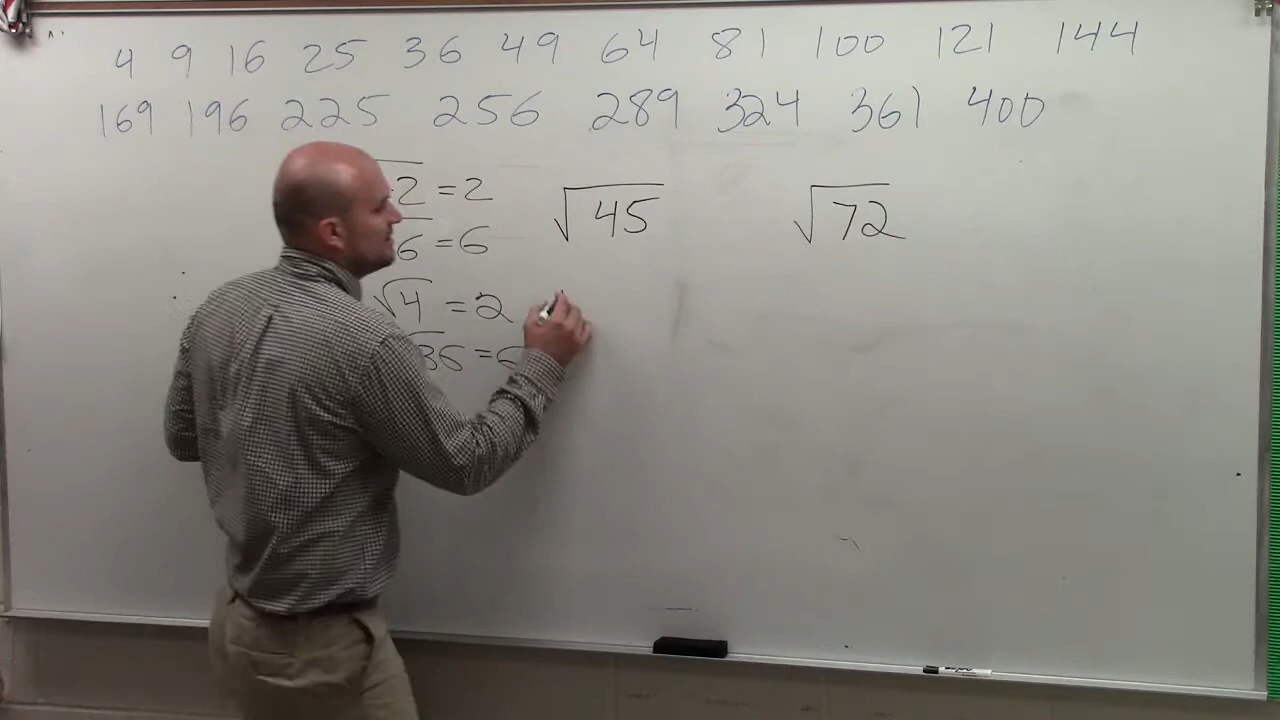 4 9 16 25 36 49 64 81 100 121 144
169 196 225 256 289 324 361 400
2 = 2
6 = 6
√4 = 2
36 = 6
√45
√72